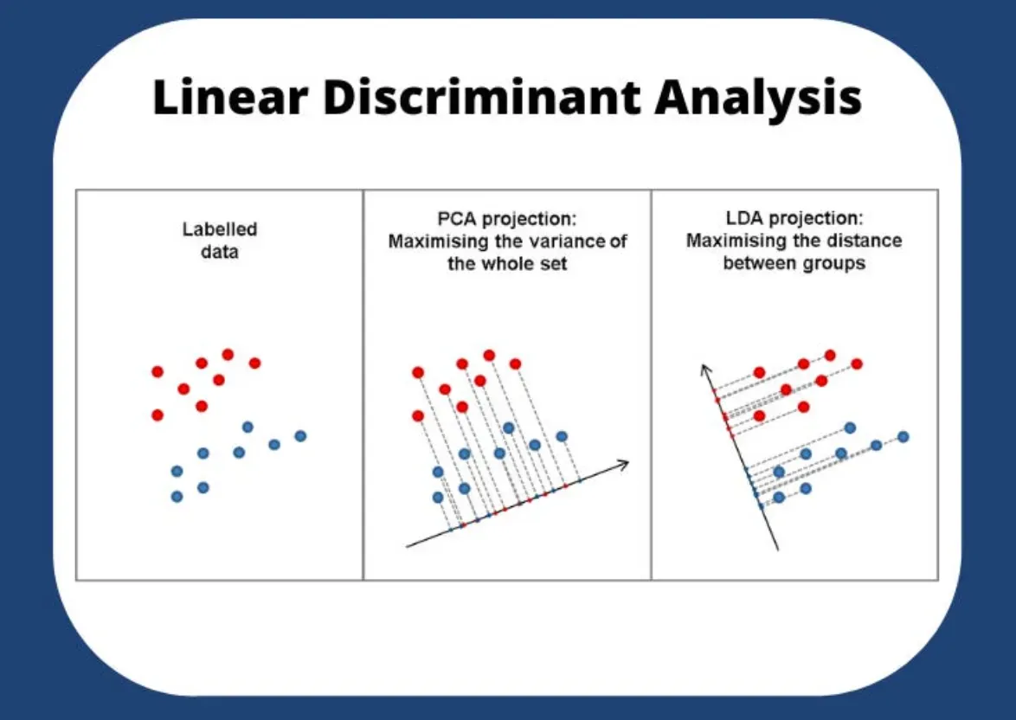 Linear Discriminant Analysis
Labelled
data
PCA projection:
Maximising the variance of
the whole set
LDA projection:
Maximising the distance
between groups